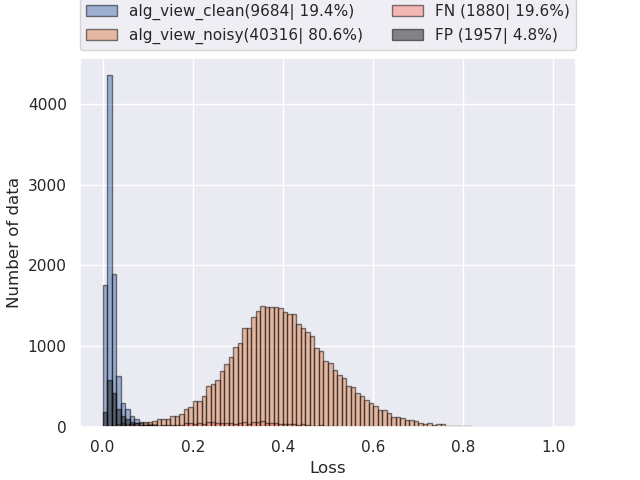 alg_view_clean(9684| 19.4%)
alg_view_noisy(40316| 80.6%)
FN (1880| 19.6%)
FP (1957| 4.8%)
4000
3000
2000
1000
0
Number of data
0.0 0.2 0.4 0.6 0.8 1.0
Loss